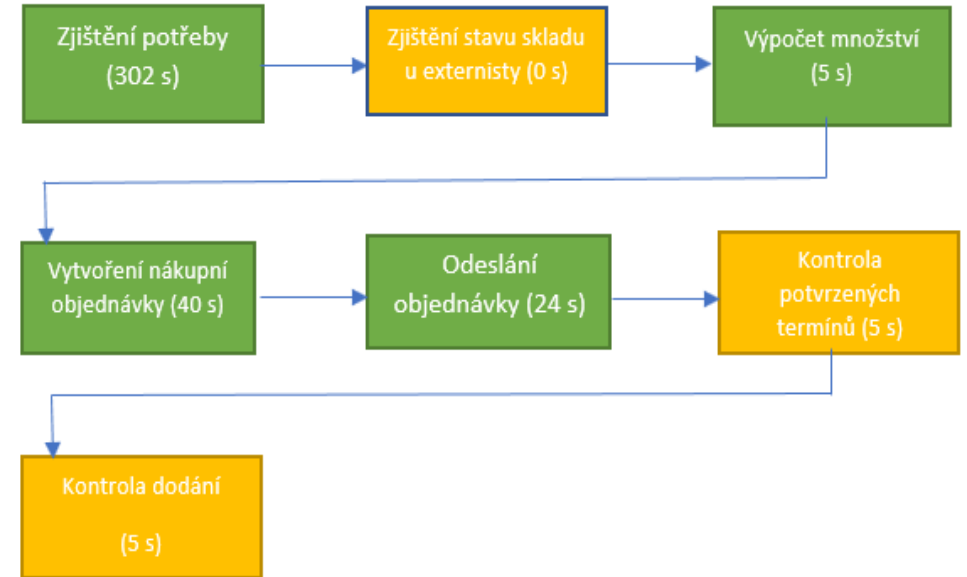 Zjištění potřeby
(302 s)
Zjištění stavu skladu
u externisty (0 s)
Výpočet množství
(5 s)
Vytvoření nákupní
objednávky (40 s)
Odeslání
objednávky (24 s)
Kontrola
potvrzených
termínů (5 s)
Kontrola dodání
(5 s)